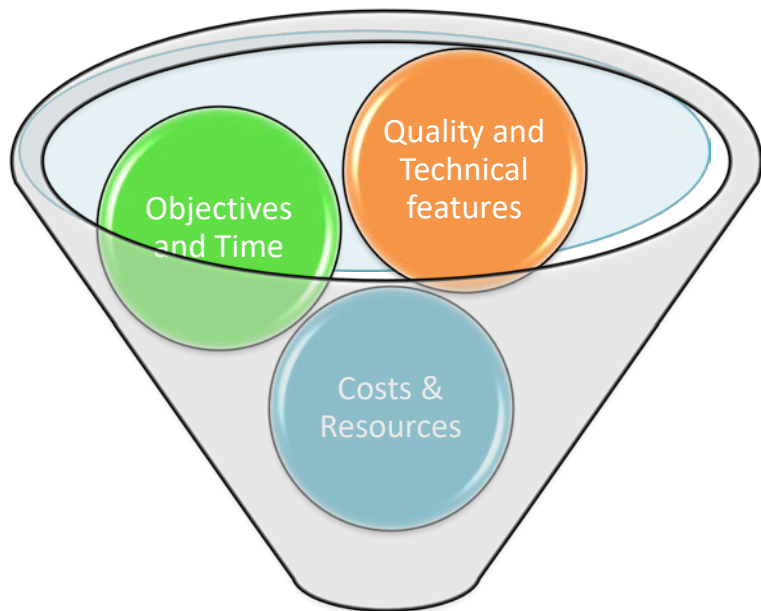 Quality and
Technical
features
Objectives
and Time
Costs &
Resources